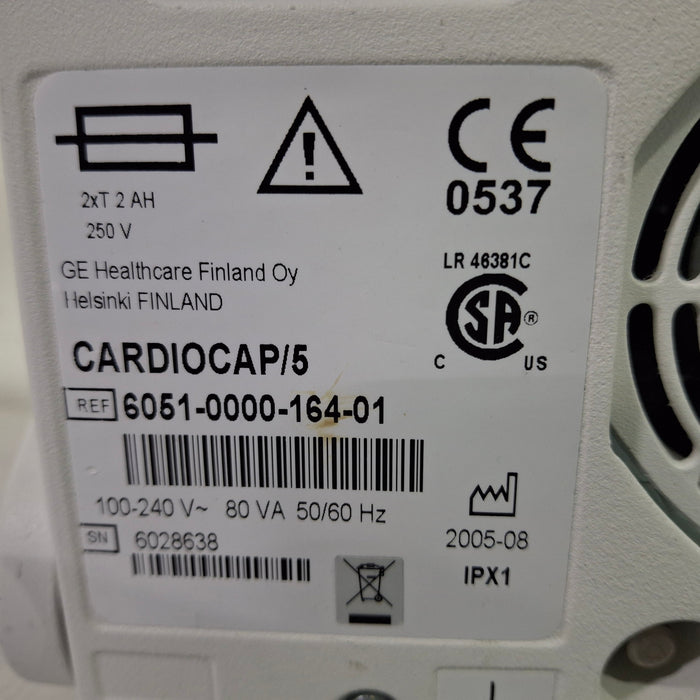 2xT 2 AH
250 V
CE
0537
GE Healthcare Finland Oy
Helsinki FINLAND
LR 46381C
CSA®
C US
CARDIOCAP/5
REF 6051-0000-164-01
100-240 V~ 80 VA 50/60 Hz
SN 6028638
2005-08
IPX1